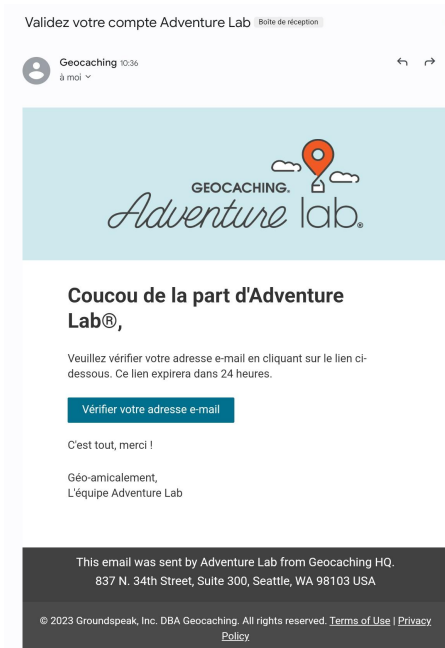 Validez votre compte Adventure Lab Boîte de réception
Geocaching 10:36
à moi
GEOCACHING.
Adventure lab®
Coucou de la part d'Adventure
Lab®,
Veuillez vérifier votre adresse e-mail en cliquant sur le lien ci-
dessous. Ce lien expirera dans 24 heures.
Vérifier votre adresse e-mail
C'est tout, merci !
Géo-amicalement,
L'équipe Adventure Lab
This email was sent by Adventure Lab from Geocaching HQ.
837 N. 34th Street, Suite 300, Seattle, WA 98103 USA
© 2023 Groundspeak, Inc. DBA Geocaching. All rights reserved. Terms of Use | Privacy
Policy